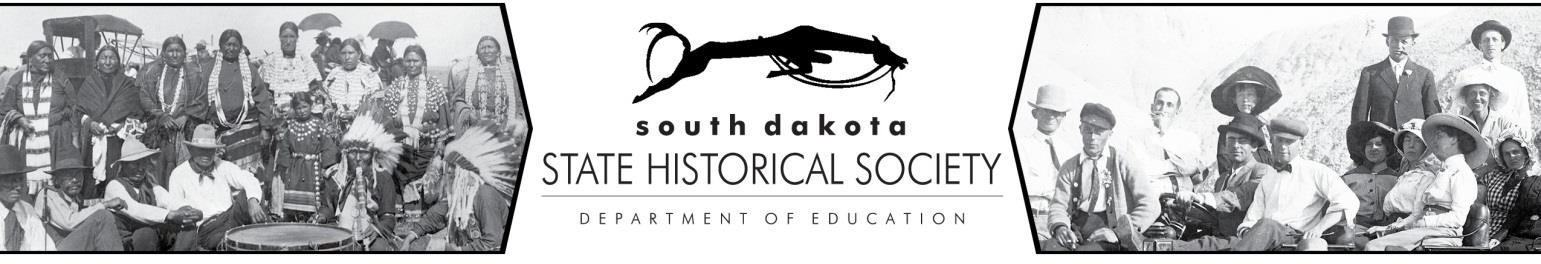 south dakota
STATE HISTORICAL SOCIETY
DEPARTMENT OF EDUCATION